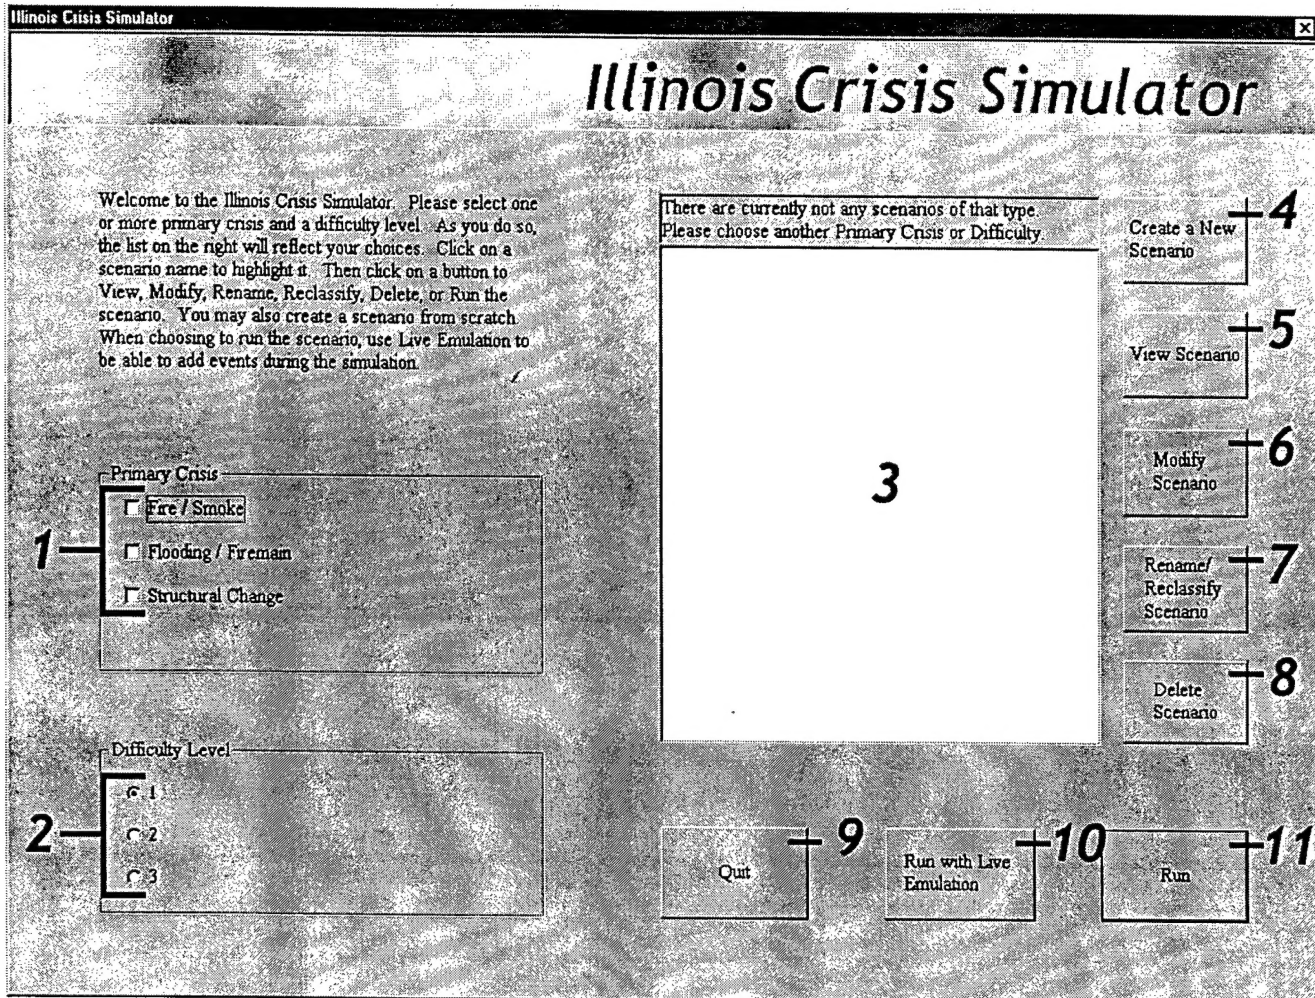 Illinois Crisis Simulator
Illinois Crisis Simulator
Welcome to the Illinois Crisis Simulator. Please select one
or more primary crisis and a difficulty level. As you do so,
the list on the right will reflect your choices. Click on a
scenario name to highlight it. Then click on a button to
View, Modify, Rename, Reclassify, Delete, or Run the
scenario. You may also create a scenario from scratch.
When choosing to run the scenario, use Live Emulation to
be able to add events during the simulation.
Primary Crisis
1
Fire / Smoke
Flooding / Firemain
Structural Change
Difficulty Level
2
1
2
3
There are currently not any scenarios of that type.
Please choose another Primary Crisis or Difficulty.
3
Create a New
Scenario
4
View Scenario
5
Modify
Scenario
6
Rename/
Reclassify
Scenario
7
Delete
Scenario
8
Quit
9
Run with Live
Emulation
10
Run
11